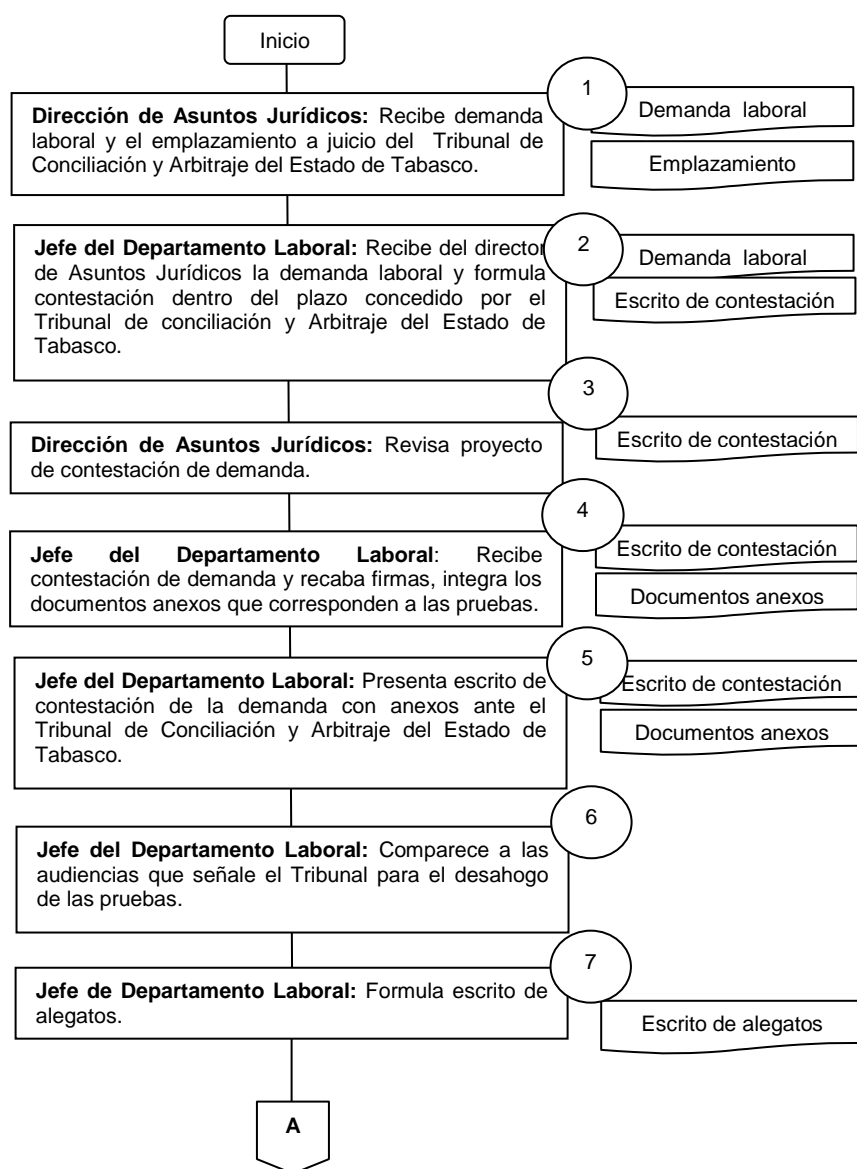 Inicio
1
Demanda laboral
Emplazamiento
Dirección de Asuntos Jurídicos: Recibe demanda
laboral y el emplazamiento a juicio del Tribunal de
Conciliación y Arbitraje del Estado de Tabasco.
2
Demanda laboral
Escrito de contestación
Jefe del Departamento Laboral: Recibe del director
de Asuntos Jurídicos la demanda laboral y formula
contestación dentro del plazo concedido por el
Tribunal de conciliación y Arbitraje del Estado de
Tabasco.
3
Escrito de contestación
Dirección de Asuntos Jurídicos: Revisa proyecto
de contestación de demanda.
4
Escrito de contestación
Documentos anexos
Jefe del Departamento Laboral: Recibe
contestación de demanda y recaba firmas, integra los
documentos anexos que corresponden a las pruebas.
5
Escrito de contestación
Documentos anexos
Jefe del Departamento Laboral: Presenta escrito de
contestación de la demanda con anexos ante el
Tribunal de Conciliación y Arbitraje del Estado de
Tabasco.
6
Jefe del Departamento Laboral: Comparece a las
audiencias que señale el Tribunal para el desahogo
de las pruebas.
7
Escrito de alegatos
Jefe de Departamento Laboral: Formula escrito de
alegatos.
A